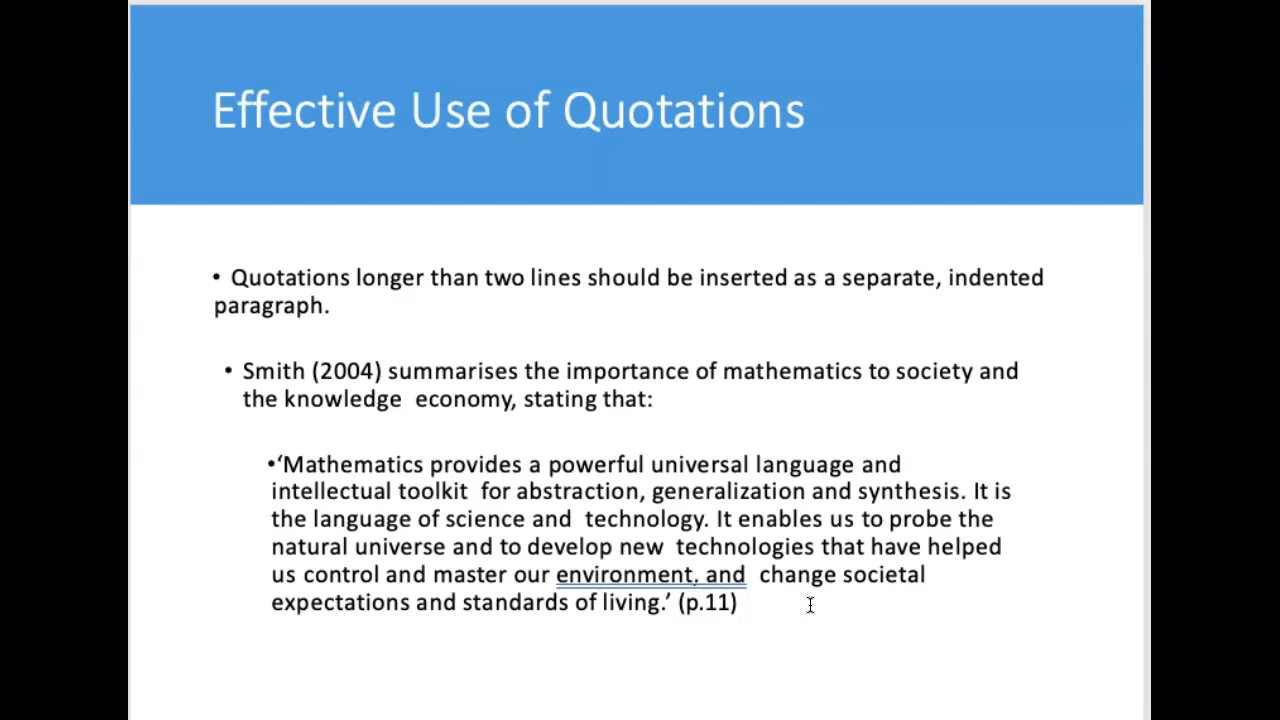 Effective Use of Quotations
• Quotations longer than two lines should be inserted as a separate, indented
paragraph.
• Smith (2004) summarises the importance of mathematics to society and
the knowledge  economy, stating that:
•‘Mathematics provides a powerful universal language and
intellectual toolkit  for abstraction, generalization and synthesis. It is
the language of science and  technology. It enables us to probe the
natural universe and to develop new  technologies that have helped
us control and master our environment, and  change societal
expectations and standards of living.’ (p.11)